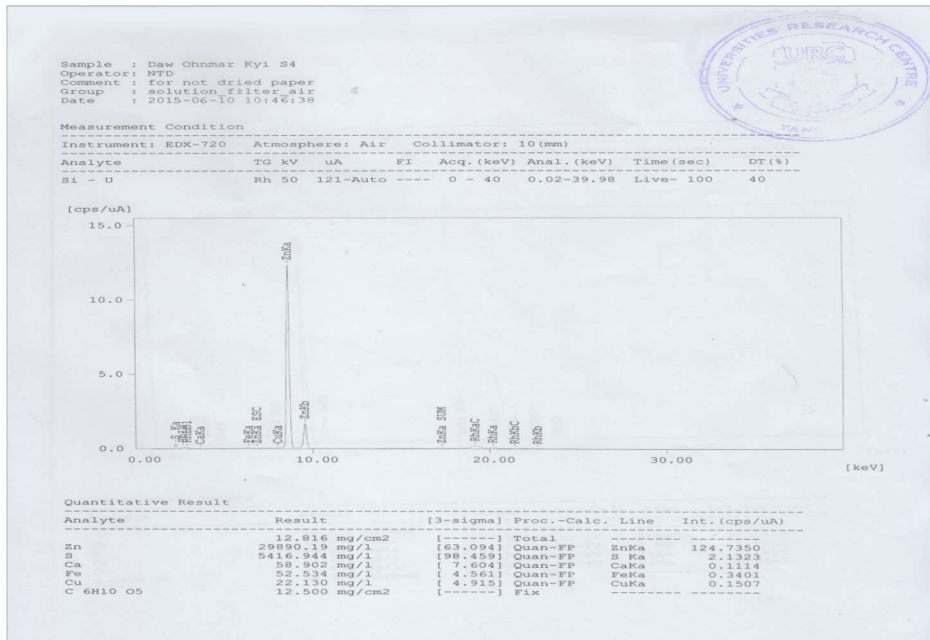 UNIVERSITIES' RESEARCH CENTRE
URC
Sample : Daw Ohnmar Kyi S4
Operator: NTD
Comment : for not dried paper
Group : solution_filter_air
Date : 2015-06-10 10:46:38
Measurement Condition
Instrument: EDX-720 Atmosphere: Air Collimator: 10(mm)
Analyte TG kV uA FI Acq.(keV) Anal.(keV) Time(sec) DT(%)
Si - U Rh 50 121-Auto ---- 0 - 40 0.02-39.98 Live- 100 40
[cps/uA]
15.0
10.0
5.0
0.0
S Ka
CaKa
FeKa
ZnKa ESC
CuKa
ZnKa
ZnKb
ZnKa SUM
RhKaC
RhKa
RhKbC
RhKb
0.00 10.00 20.00 30.00
[keV]
Quantitative Result
Analyte Result [3-sigma] Proc.-Calc. Line Int.(cps/uA)
12.816 mg/cm2 [------] Total -------- --------
Zn 29890.19 mg/l [63.094] Quan-FP ZnKa 124.7350
S 5416.944 mg/l [98.459] Quan-FP S Ka 2.1323
Ca 58.902 mg/l [ 7.604] Quan-FP CaKa 0.1114
Fe 52.534 mg/l [ 4.561] Quan-FP FeKa 0.3401
Cu 22.130 mg/l [ 4.915] Quan-FP CuKa 0.1507
C 6H10 O5 12.500 mg/cm2 [------] Fix -------- --------